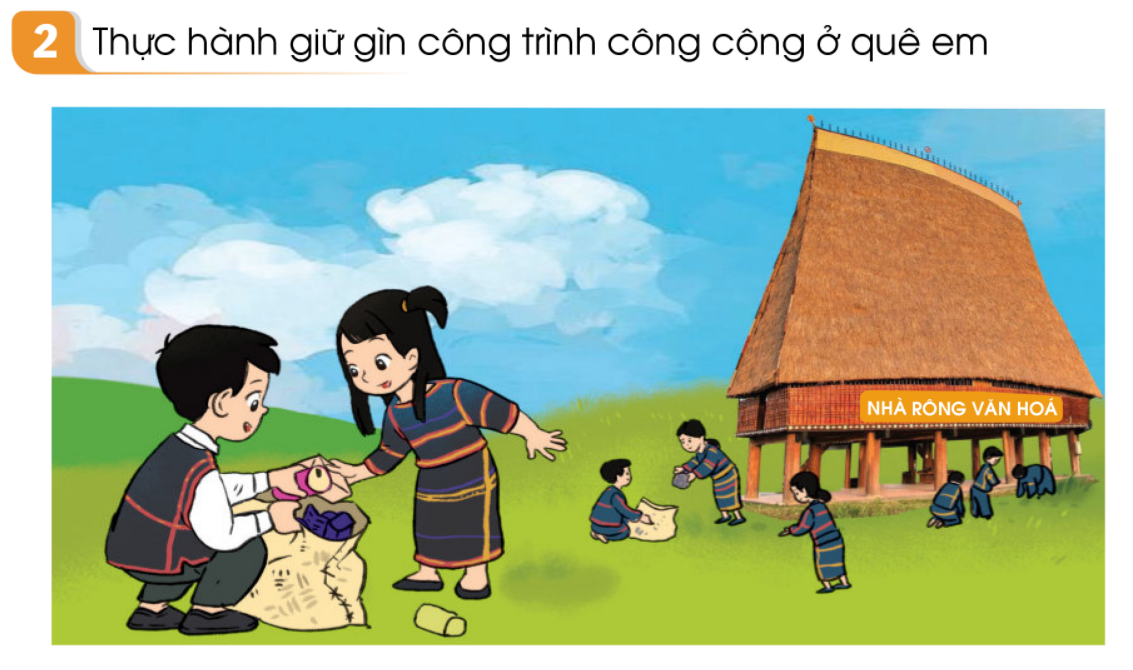 2 Thực hành giữ gìn công trình công cộng ở quê em
NHÀ RÔNG VĂN HOÁ